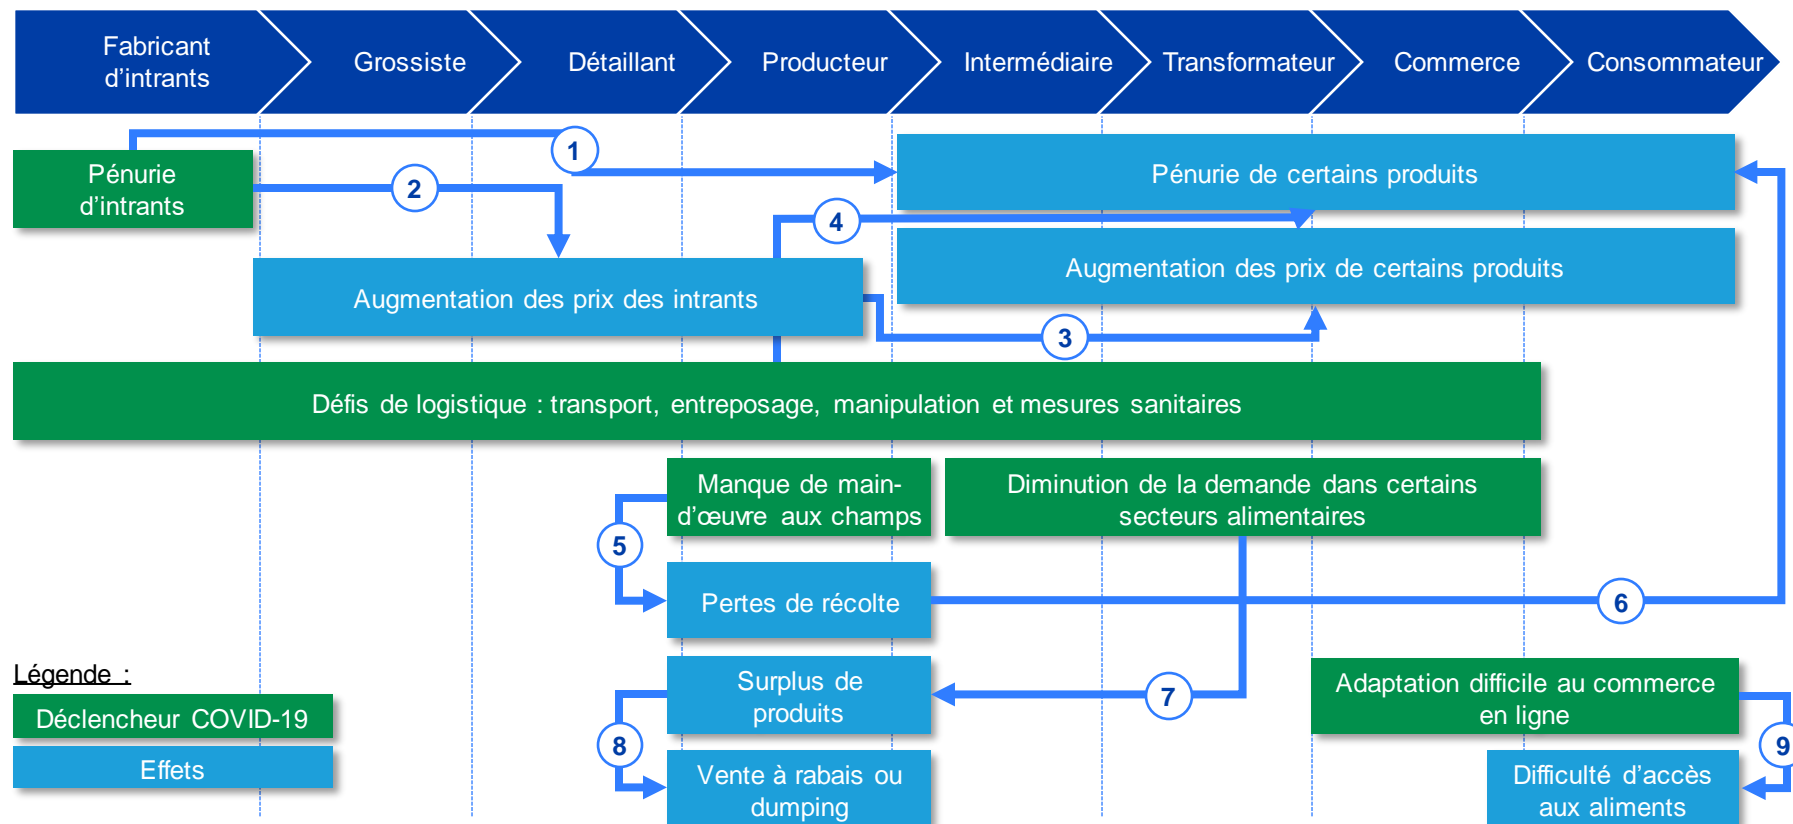 Fabricant
d’intrants
Grossiste
Détaillant
Producteur
Intermédiaire
Transformateur
Commerce
Consommateur
1
Pénurie
d’intrants
2
Pénurie de certains produits
4
Augmentation des prix de certains produits
Augmentation des prix des intrants
3
Défis de logistique : transport, entreposage, manipulation et mesures sanitaires
Manque de main-
d’œuvre aux champs
Diminution de la demande dans certains
secteurs alimentaires
5
Pertes de récolte
6
Légende :
Déclencheur COVID-19
Effets
Surplus de
produits
7
Adaptation difficile au commerce
en ligne
8
9
Vente à rabais ou
dumping
Difficulté d’accès
aux aliments